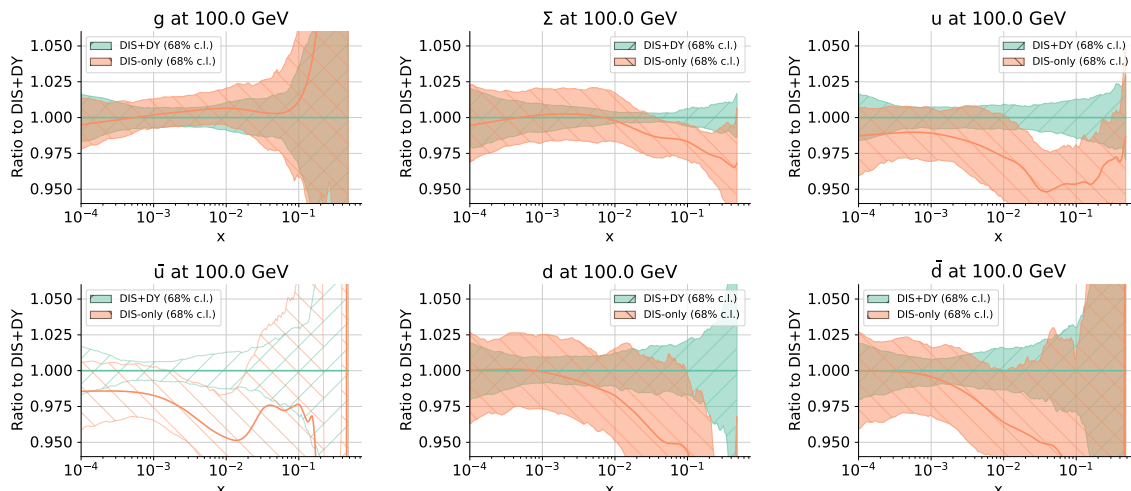 g at 100.0 GeV
Ratio to DIS+DY
1.050
1.025
1.000
0.975
0.950
DIS+DY (68% c.l.)
DIS-only (68% c.l.)
10⁻⁴
10⁻³
10⁻²
10⁻¹
x
Σ at 100.0 GeV
Ratio to DIS+DY
1.050
1.025
1.000
0.975
0.950
DIS+DY (68% c.l.)
DIS-only (68% c.l.)
10⁻⁴
10⁻³
10⁻²
10⁻¹
x
u at 100.0 GeV
Ratio to DIS+DY
1.050
1.025
1.000
0.975
0.950
DIS+DY (68% c.l.)
DIS-only (68% c.l.)
10⁻⁴
10⁻³
10⁻²
10⁻¹
x
ū at 100.0 GeV
Ratio to DIS+DY
1.050
1.025
1.000
0.975
0.950
DIS+DY (68% c.l.)
DIS-only (68% c.l.)
10⁻⁴
10⁻³
10⁻²
10⁻¹
x
d at 100.0 GeV
Ratio to DIS+DY
1.050
1.025
1.000
0.975
0.950
DIS+DY (68% c.l.)
DIS-only (68% c.l.)
10⁻⁴
10⁻³
10⁻²
10⁻¹
x
d̄ at 100.0 GeV
Ratio to DIS+DY
1.050
1.025
1.000
0.975
0.950
DIS+DY (68% c.l.)
DIS-only (68% c.l.)
10⁻⁴
10⁻³
10⁻²
10⁻¹
x